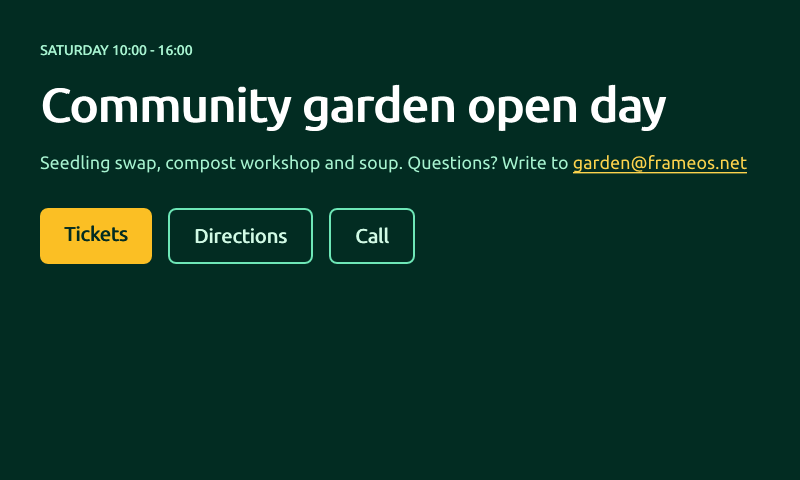 SATURDAY 10:00 - 16:00
Community garden open day
Seedling swap, compost workshop and soup. Questions? Write to garden@frameos.net
Tickets
Directions
Call